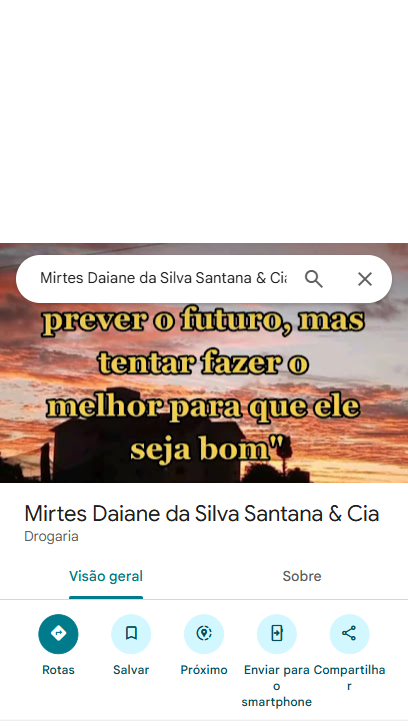 Mirtes Daiane da Silva Santana & Cia
prever o futuro, mas
tentar fazer o
melhor para que ele
seja bom"
Mirtes Daiane da Silva Santana & Cia
Drogaria
Visão geral
Sobre
Rotas
Salvar
Próximo
Enviar para
o
smartphone
Compartilha
r